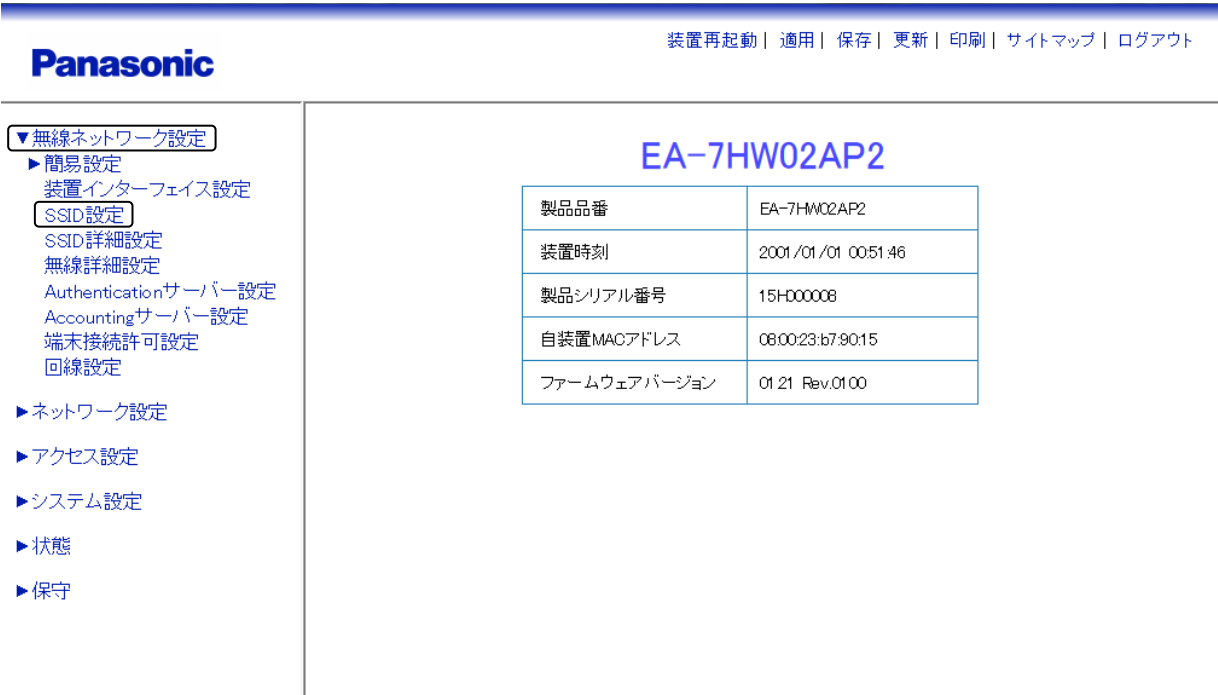 装置再起動| 適用| 保存| 更新| 印刷| サイトマップ| ログアウト
Panasonic
▼無線ネットワーク設定
▶簡易設定
装置インターフェイス設定
SSID設定
SSID詳細設定
無線詳細設定
Authenticationサーバー設定
Accountingサーバー設定
端末接続許可設定
回線設定
▶ネットワーク設定
▶アクセス設定
▶システム設定
▶状態
▶保守
EA-7HW02AP2
製品品番 EA-7HW02AP2
装置時刻 2001/01/01 00:51:46
製品シリアル番号 15H000008
自装置MACアドレス 08:00:23:b7:90:15
ファームウェアバージョン 01.21 Rev.01.00